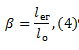 β = l_er / l_o , (4)'